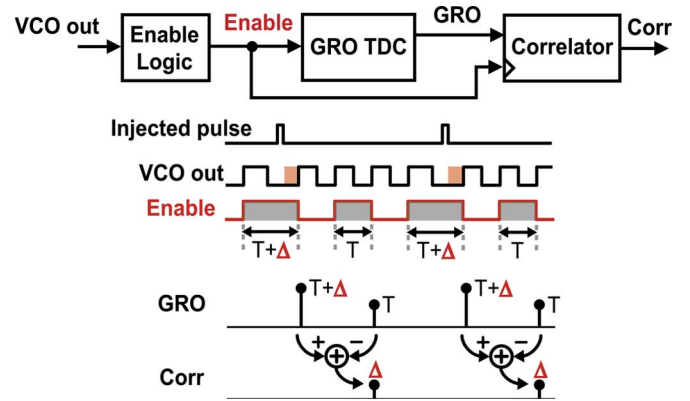 VCO out
Enable Logic
Enable
GRO TDC
GRO
Correlator
Corr
Injected pulse
VCO out
Enable
T+Δ
T
T+Δ
T
GRO
T+Δ
T
T+Δ
T
+
−
+
+
−
+
Corr
Δ
Δ